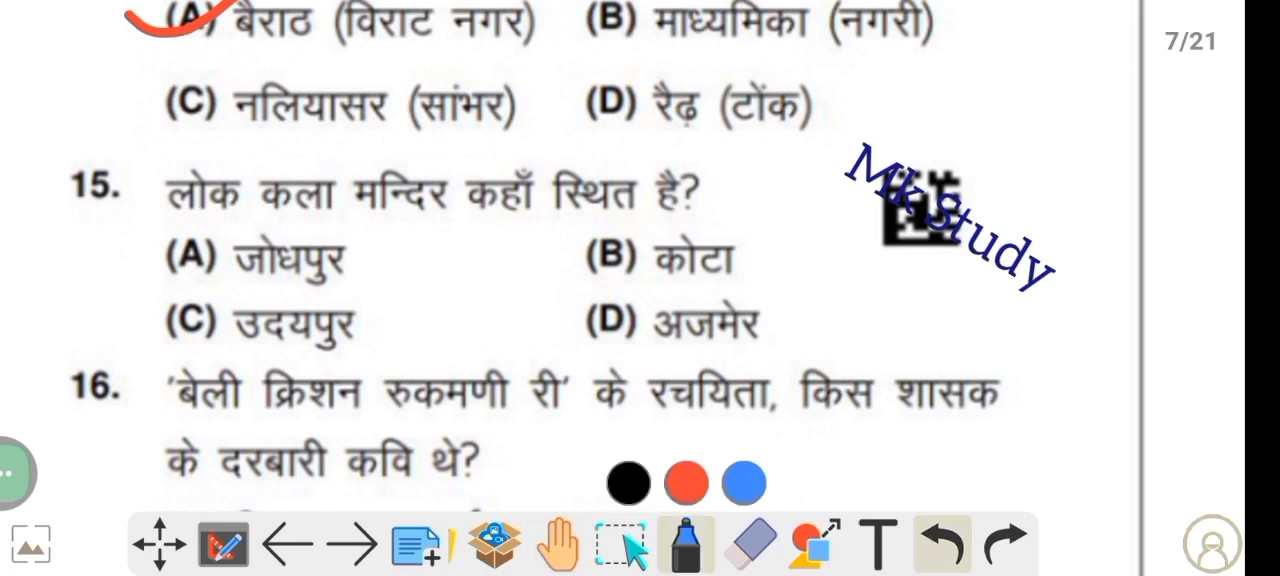 (A) बैराठ (विराट नगर) (B) माध्यमिका (नगरी)
7/21
(C) नलियासर (सांभर) (D) रैढ़ (टोंक)
15. लोक कला मन्दिर कहाँ स्थित है?
Mk Study
(A) जोधपुर (B) कोटा
(C) उदयपुर (D) अजमेर
16. 'बेली क्रिशन रुकमणी री' के रचयिता, किस शासक
के दरबारी कवि थे?
T